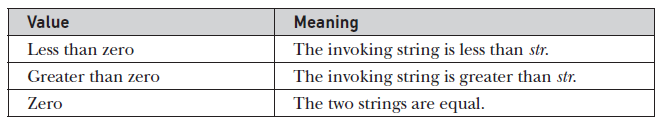 Value Meaning
Less than zero The invoking string is less than str.
Greater than zero The invoking string is greater than str.
Zero The two strings are equal.